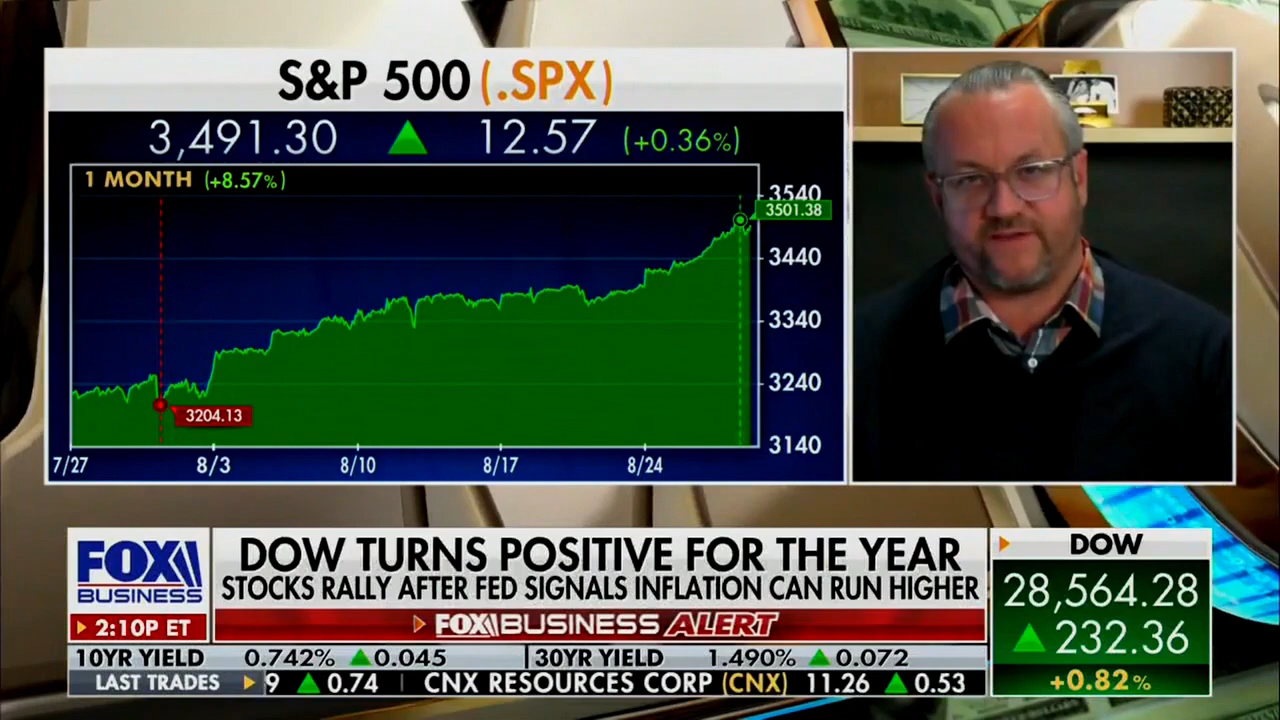 S&P 500 (.SPX)
3,491.30 ▲ 12.57 (+0.36%)
1 MONTH (+8.57%)
3540
3501.38
3440
3340
3240
3204.13
3140
7/27 8/3 8/10 8/17 8/24
FOX BUSINESS
2:10P ET
DOW TURNS POSITIVE FOR THE YEAR
STOCKS RALLY AFTER FED SIGNALS INFLATION CAN RUN HIGHER
FOX BUSINESS ALERT
DOW
28,564.28
▲ 232.36
+0.82%
10YR YIELD 0.742% ▲ 0.045 30YR YIELD 1.490% ▲ 0.072
LAST TRADES 9 ▲ 0.74 CNX RESOURCES CORP (CNX) 11.26 ▲ 0.53